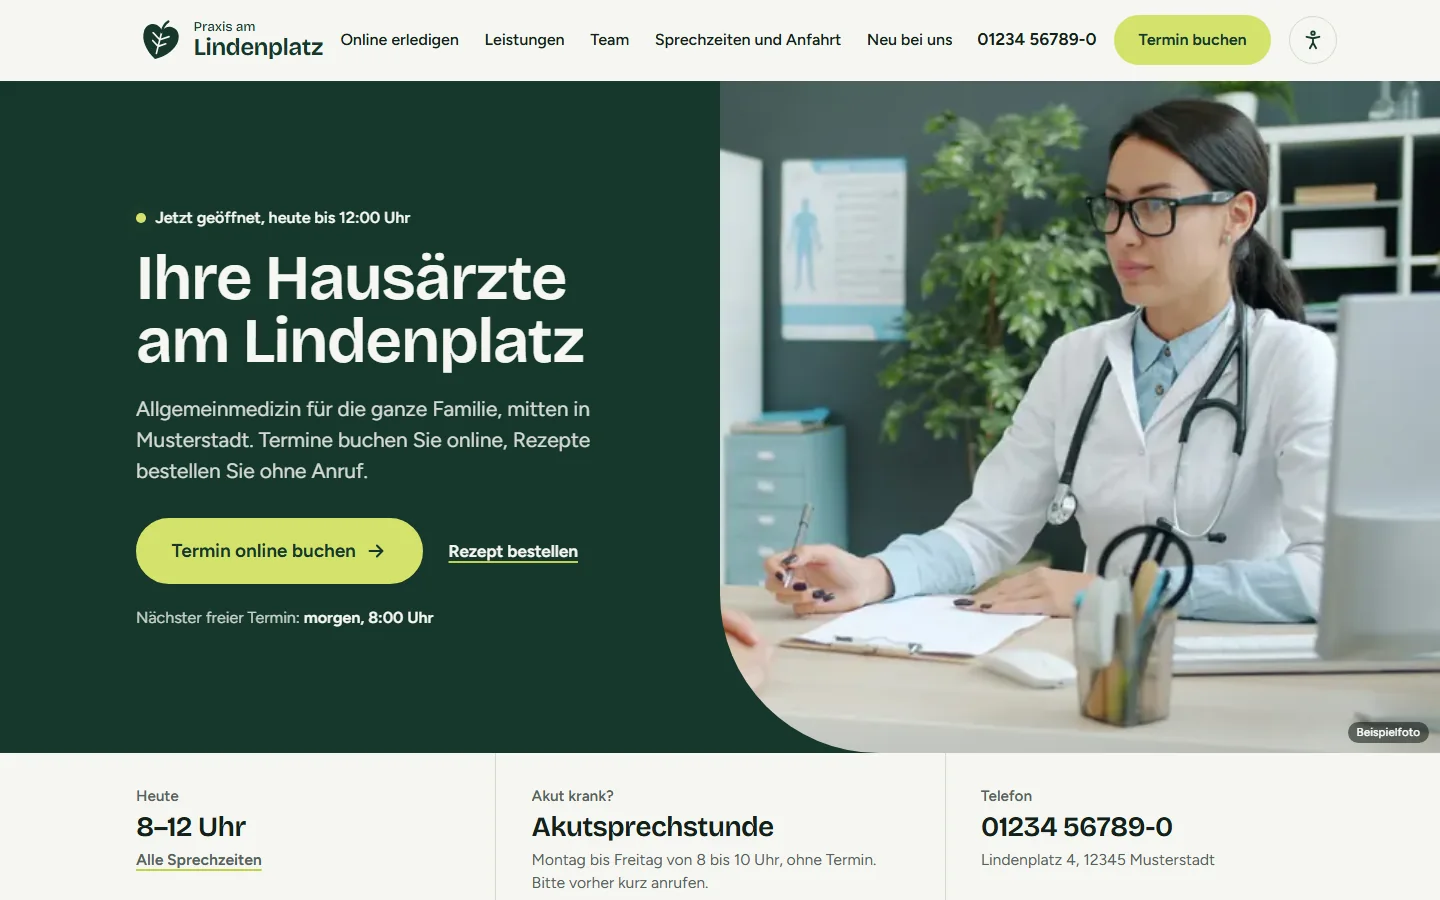 Praxis am
Lindenplatz
Online erledigen
Leistungen
Team
Sprechzeiten und Anfahrt
Neu bei uns
01234 56789-0
Termin buchen
Jetzt geöffnet, heute bis 12:00 Uhr
Ihre Hausärzte
am Lindenplatz
Allgemeinmedizin für die ganze Familie, mitten in
Musterstadt. Termine buchen Sie online, Rezepte
bestellen Sie ohne Anruf.
Termin online buchen →
Rezept bestellen
Nächster freier Termin: morgen, 8:00 Uhr
Beispielfoto
Heute
8–12 Uhr
Alle Sprechzeiten
Akut krank?
Akutsprechstunde
Montag bis Freitag von 8 bis 10 Uhr, ohne Termin.
Bitte vorher kurz anrufen.
Telefon
01234 56789-0
Lindenplatz 4, 12345 Musterstadt